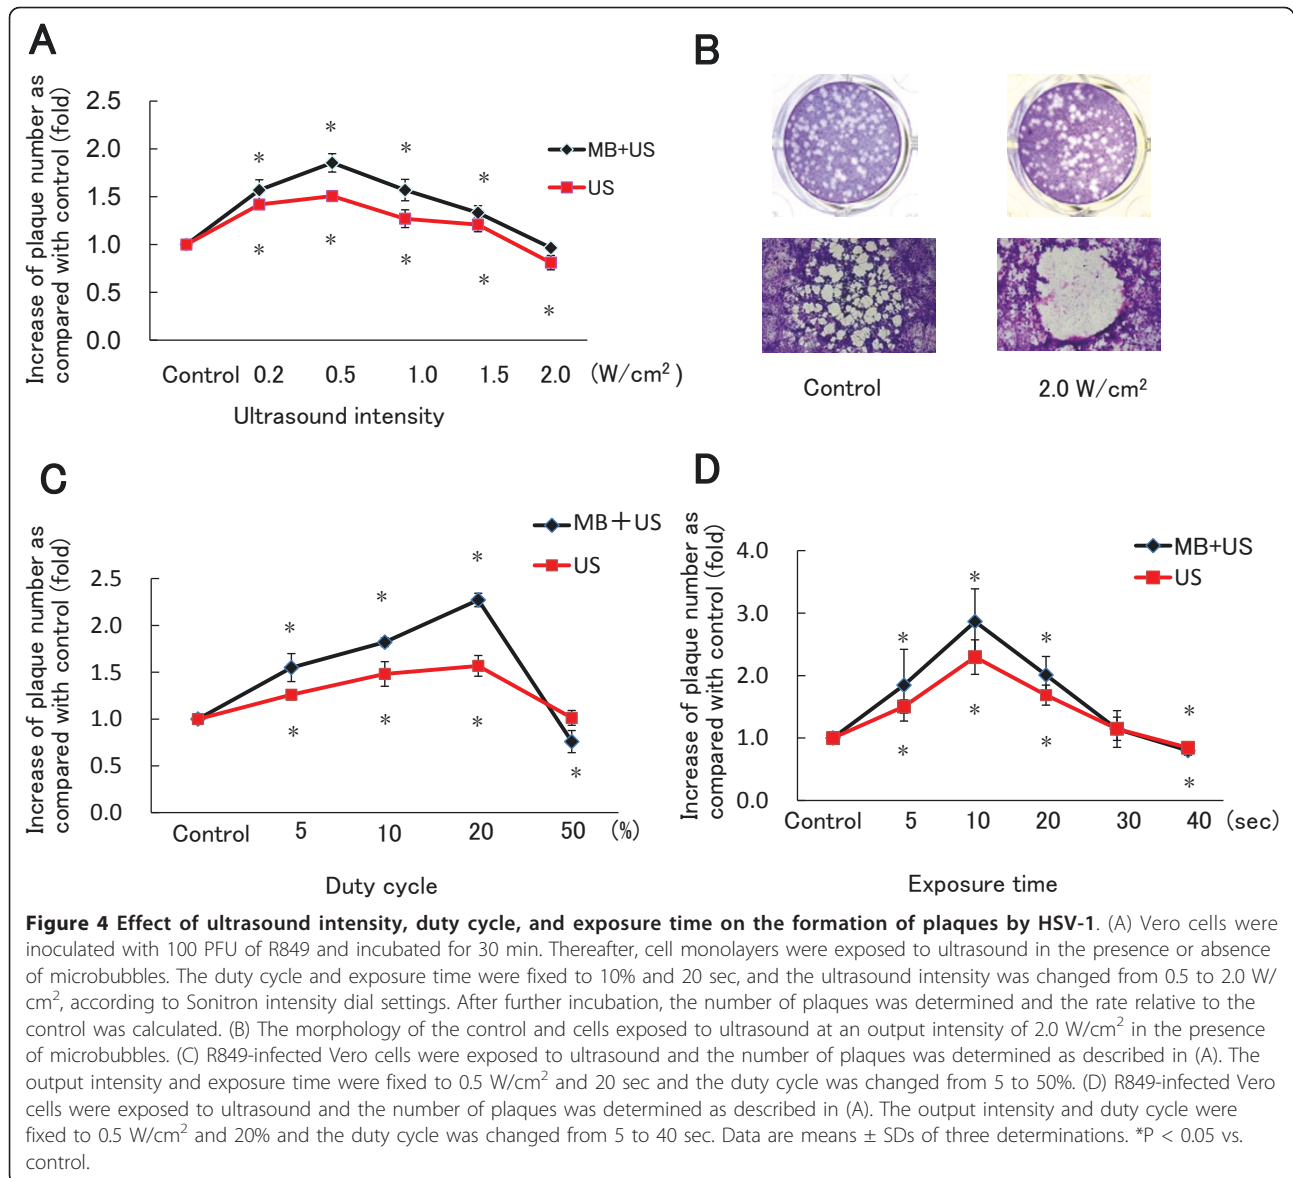 A
Increase of plaque number as
compared with control (fold)
2.5
2.0
1.5
1.0
0.5
0.0
*
*
*
*
*
*
*
*
*
MB+US
US
Control 0.2 0.5 1.0 1.5 2.0 (W/cm²)
Ultrasound intensity
B
Control
2.0 W/cm²
C
Increase of plaque number as
compared with control (fold)
2.5
2.0
1.5
1.0
0.5
0.0
*
*
*
*
*
*
*
MB+US
US
Control 5 10 20 50 (%)
Duty cycle
D
Increase of plaque number as
compared with control (fold)
4.0
3.0
2.0
1.0
0.0
*
*
*
*
*
*
*
*
MB+US
US
Control 5 10 20 30 40 (sec)
Exposure time
Figure 4 Effect of ultrasound intensity, duty cycle, and exposure time on the formation of plaques by HSV-1. (A) Vero cells were
inoculated with 100 PFU of R849 and incubated for 30 min. Thereafter, cell monolayers were exposed to ultrasound in the presence or absence
of microbubbles. The duty cycle and exposure time were fixed to 10% and 20 sec, and the ultrasound intensity was changed from 0.5 to 2.0 W/
cm², according to Sonitron intensity dial settings. After further incubation, the number of plaques was determined and the rate relative to the
control was calculated. (B) The morphology of the control and cells exposed to ultrasound at an output intensity of 2.0 W/cm² in the presence
of microbubbles. (C) R849-infected Vero cells were exposed to ultrasound and the number of plaques was determined as described in (A). The
output intensity and exposure time were fixed to 0.5 W/cm² and 20 sec and the duty cycle was changed from 5 to 50%. (D) R849-infected Vero
cells were exposed to ultrasound and the number of plaques was determined as described in (A). The output intensity and duty cycle were
fixed to 0.5 W/cm² and 20% and the duty cycle was changed from 5 to 40 sec. Data are means ± SDs of three determinations. *P < 0.05 vs.
control.